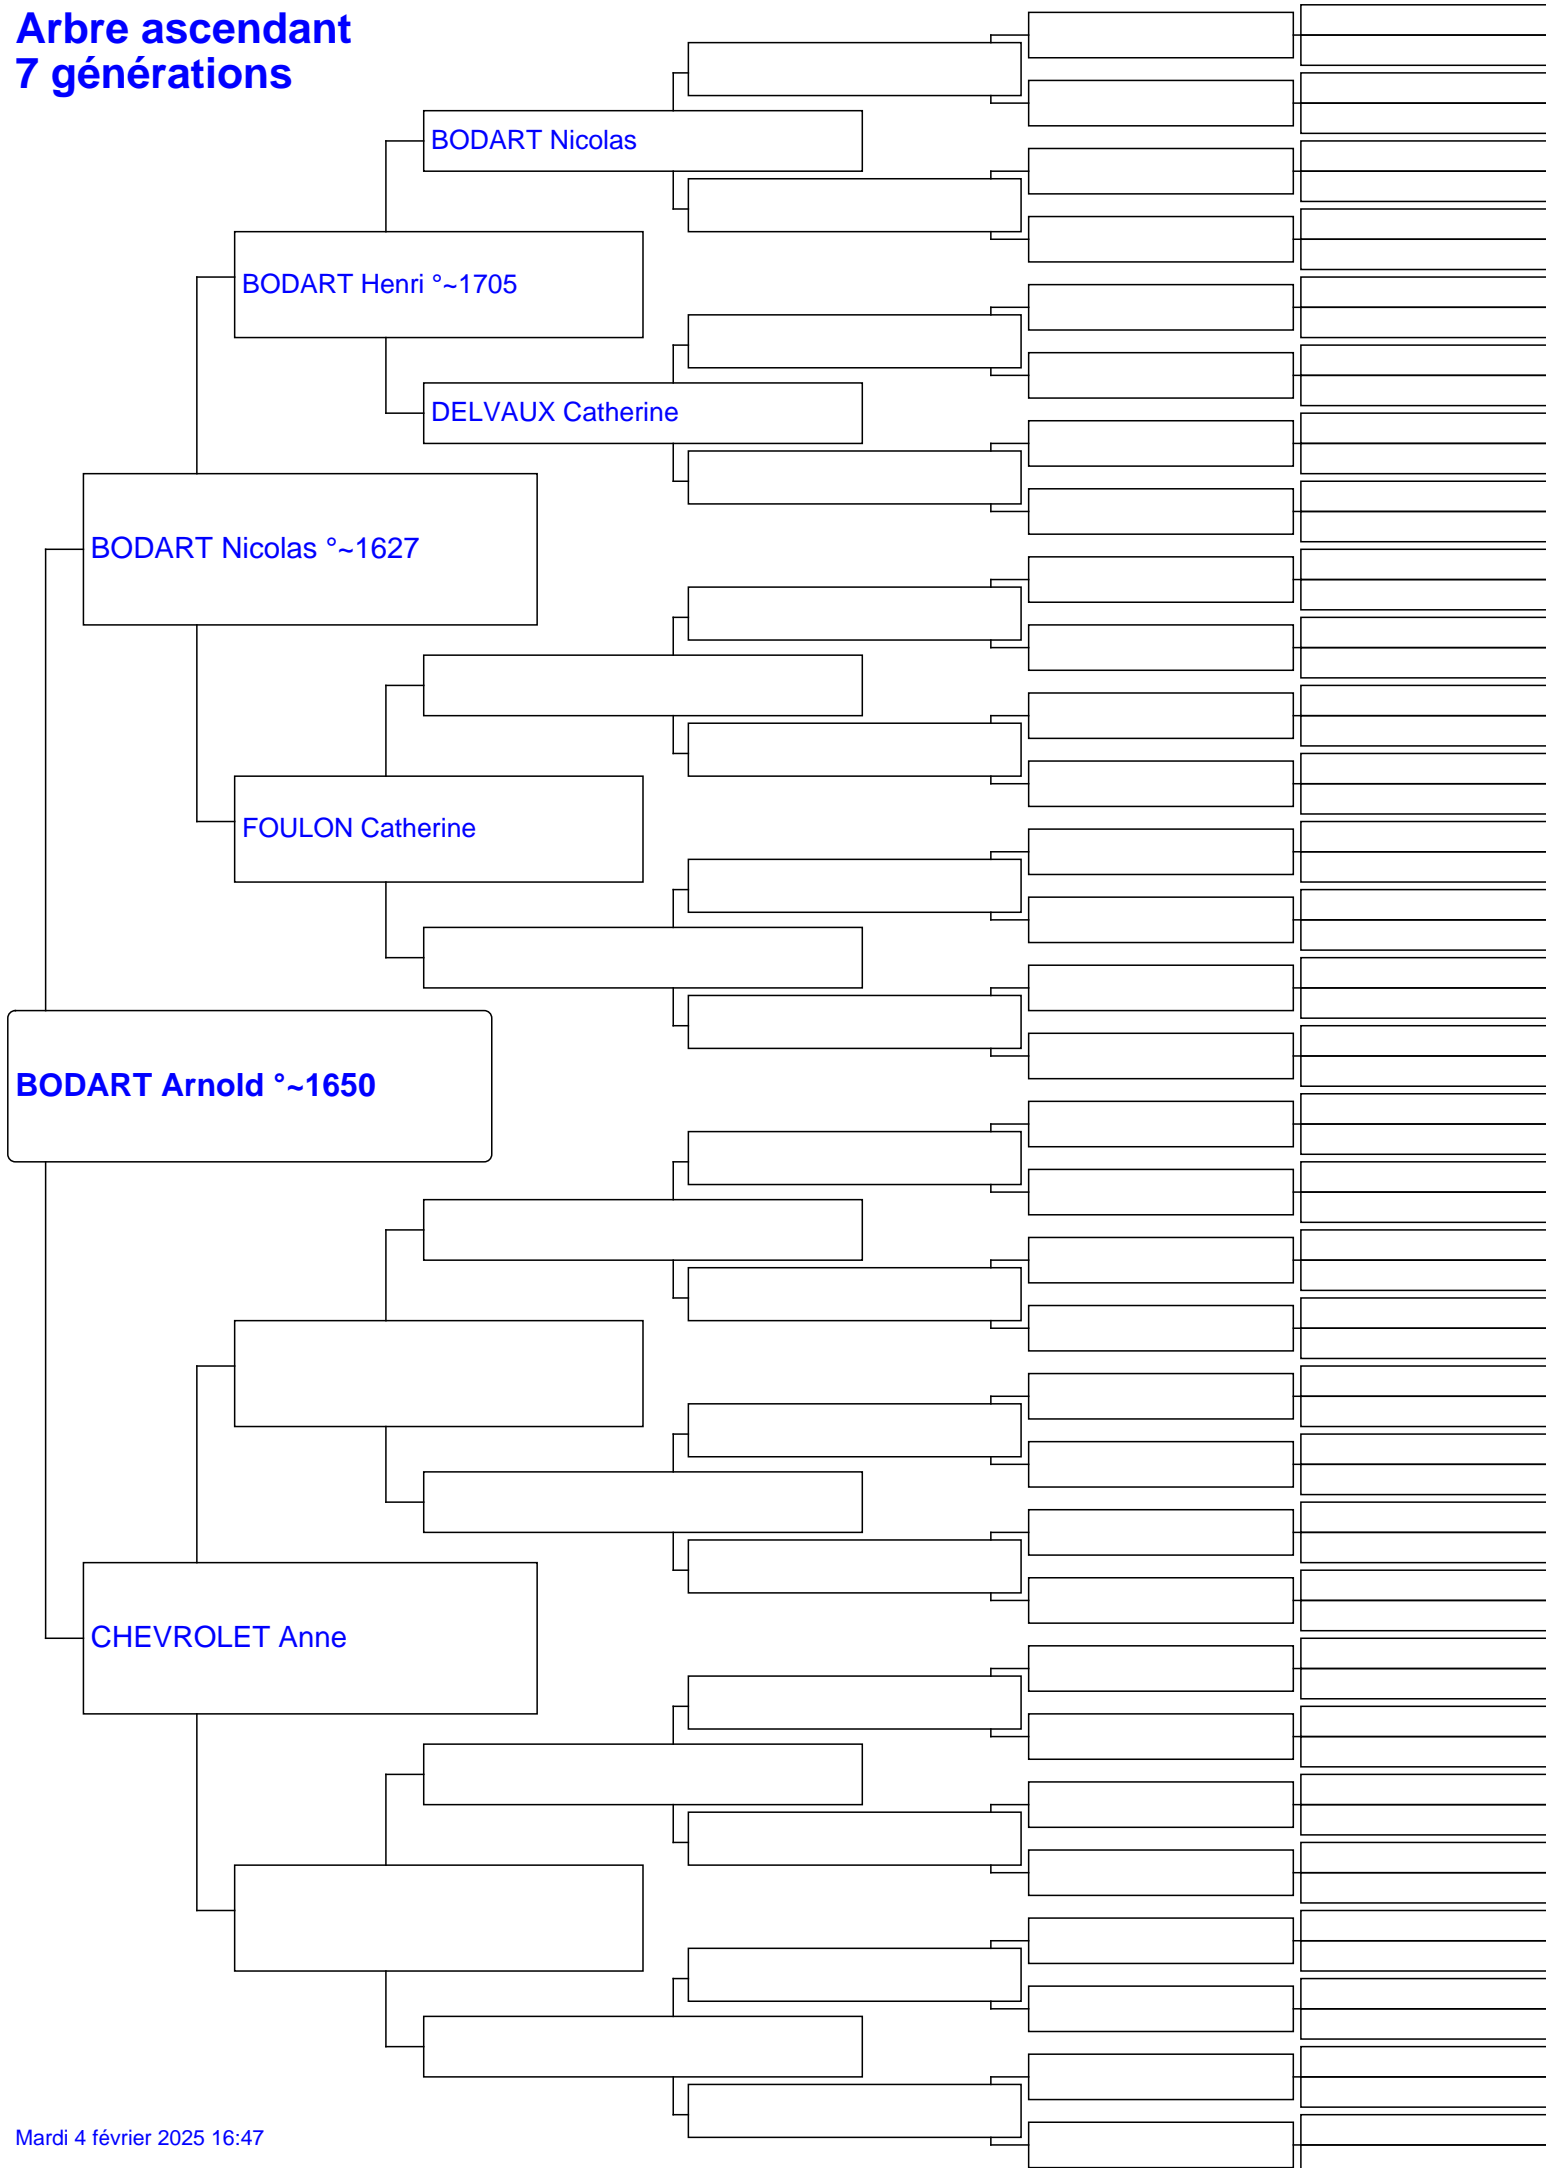 Arbre ascendant
7 générations
BODART Nicolas
BODART Henri °~1705
DELVAUX Catherine
BODART Nicolas °~1627
FOULON Catherine
BODART Arnold °~1650
CHEVROLET Anne
Mardi 4 février 2025 16:47